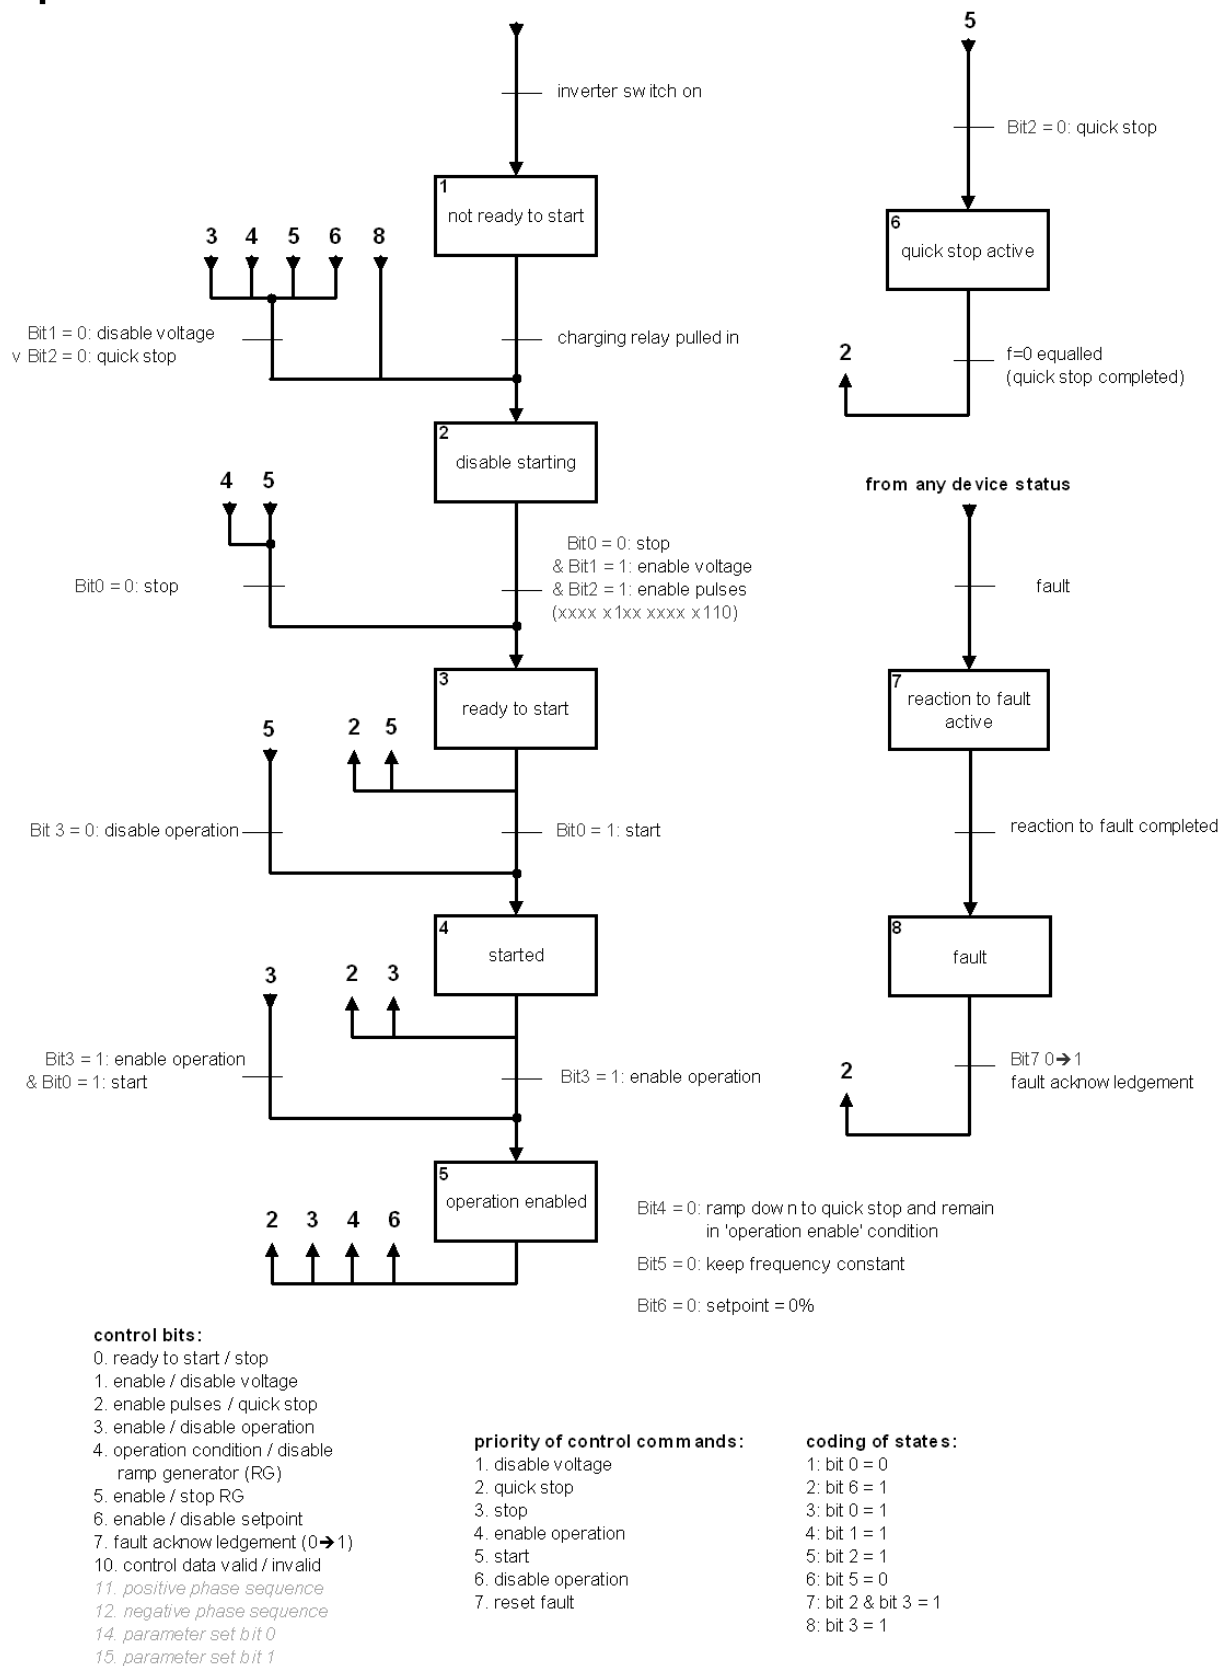 5
inverter switch on
Bit2 = 0: quick stop
1
not ready to start
6
quick stop active
3 4 5 6 8
Bit1 = 0: disable voltage
v Bit2 = 0: quick stop
charging relay pulled in
2
f=0 equalled
(quick stop completed)
2
disable starting
4 5
from any device status
Bit0 = 0: stop
Bit0 = 0: stop
& Bit1 = 1: enable voltage
& Bit2 = 1: enable pulses
(xxxx x1xx xxxx x110)
fault
3
ready to start
7
reaction to fault
active
5
2 5
Bit 3 = 0: disable operation
Bit0 = 1: start
reaction to fault completed
4
started
8
fault
3
2 3
Bit3 = 1: enable operation
& Bit0 = 1: start
Bit3 = 1: enable operation
2
Bit7 0➔1
fault acknowledgement
5
operation enabled
2 3 4 6
Bit4 = 0: ramp down to quick stop and remain
in 'operation enable' condition
Bit5 = 0: keep frequency constant
Bit6 = 0: setpoint = 0%
control bits:
0. ready to start / stop
1. enable / disable voltage
2. enable pulses / quick stop
3. enable / disable operation
4. operation condition / disable
ramp generator (RG)
5. enable / stop RG
6. enable / disable setpoint
7. fault acknowledgement (0➔1)
10. control data valid / invalid
11. positive phase sequence
12. negative phase sequence
14. parameter set bit 0
15. parameter set bit 1
priority of control commands:
1. disable voltage
2. quick stop
3. stop
4. enable operation
5. start
6. disable operation
7. reset fault
coding of states:
1: bit 0 = 0
2: bit 6 = 1
3: bit 0 = 1
4: bit 1 = 1
5: bit 2 = 1
6: bit 5 = 0
7: bit 2 & bit 3 = 1
8: bit 3 = 1